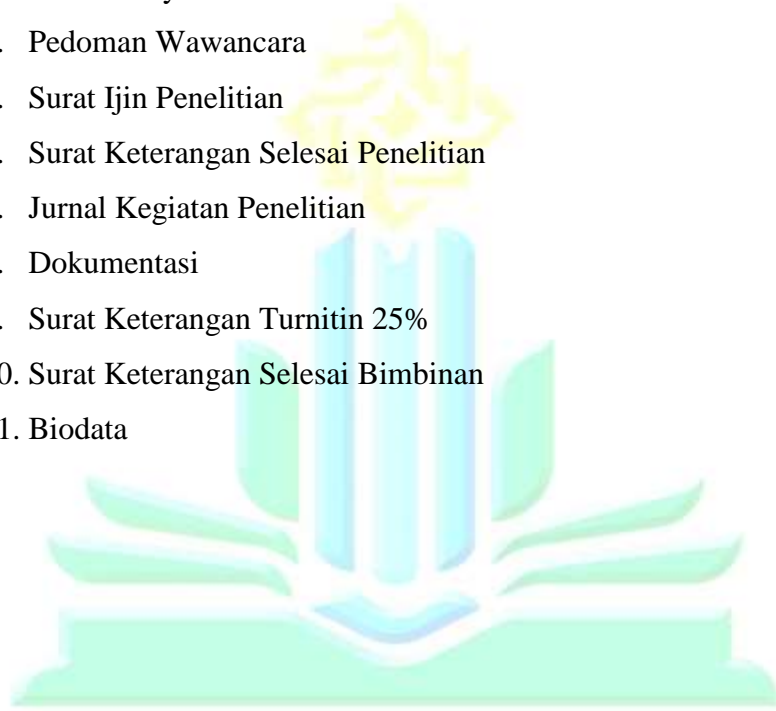 . Pedoman Wawancara
. Surat Ijin Penelitian
. Surat Keterangan Selesai Penelitian
. Jurnal Kegiatan Penelitian
. Dokumentasi
. Surat Keterangan Turnitin 25%
0. Surat Keterangan Selesai Bimbinan
1. Biodata